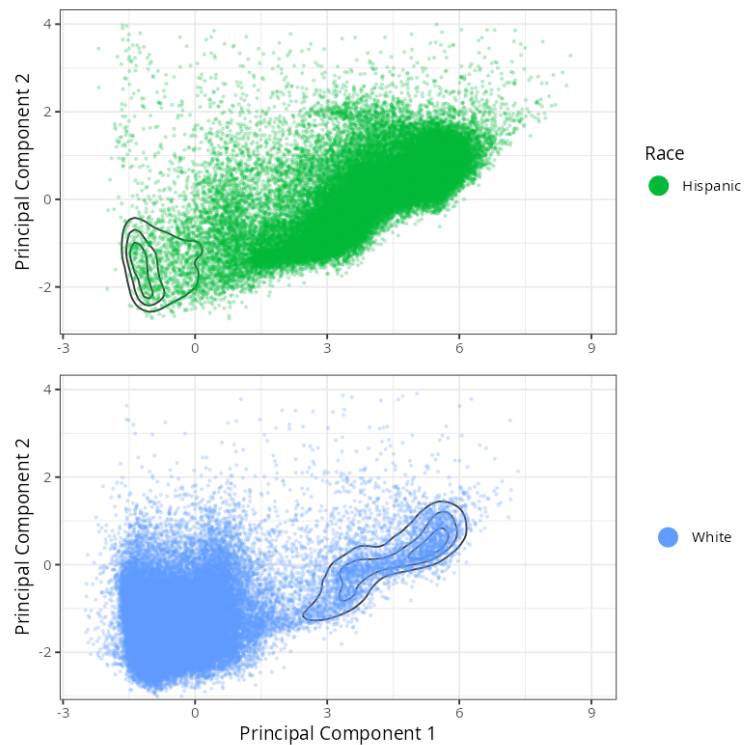 4
2
0
-2
Principal Component 2
-3 0 3 6 9
Race
Hispanic
4
2
0
-2
Principal Component 2
-3 0 3 6 9
Principal Component 1
White